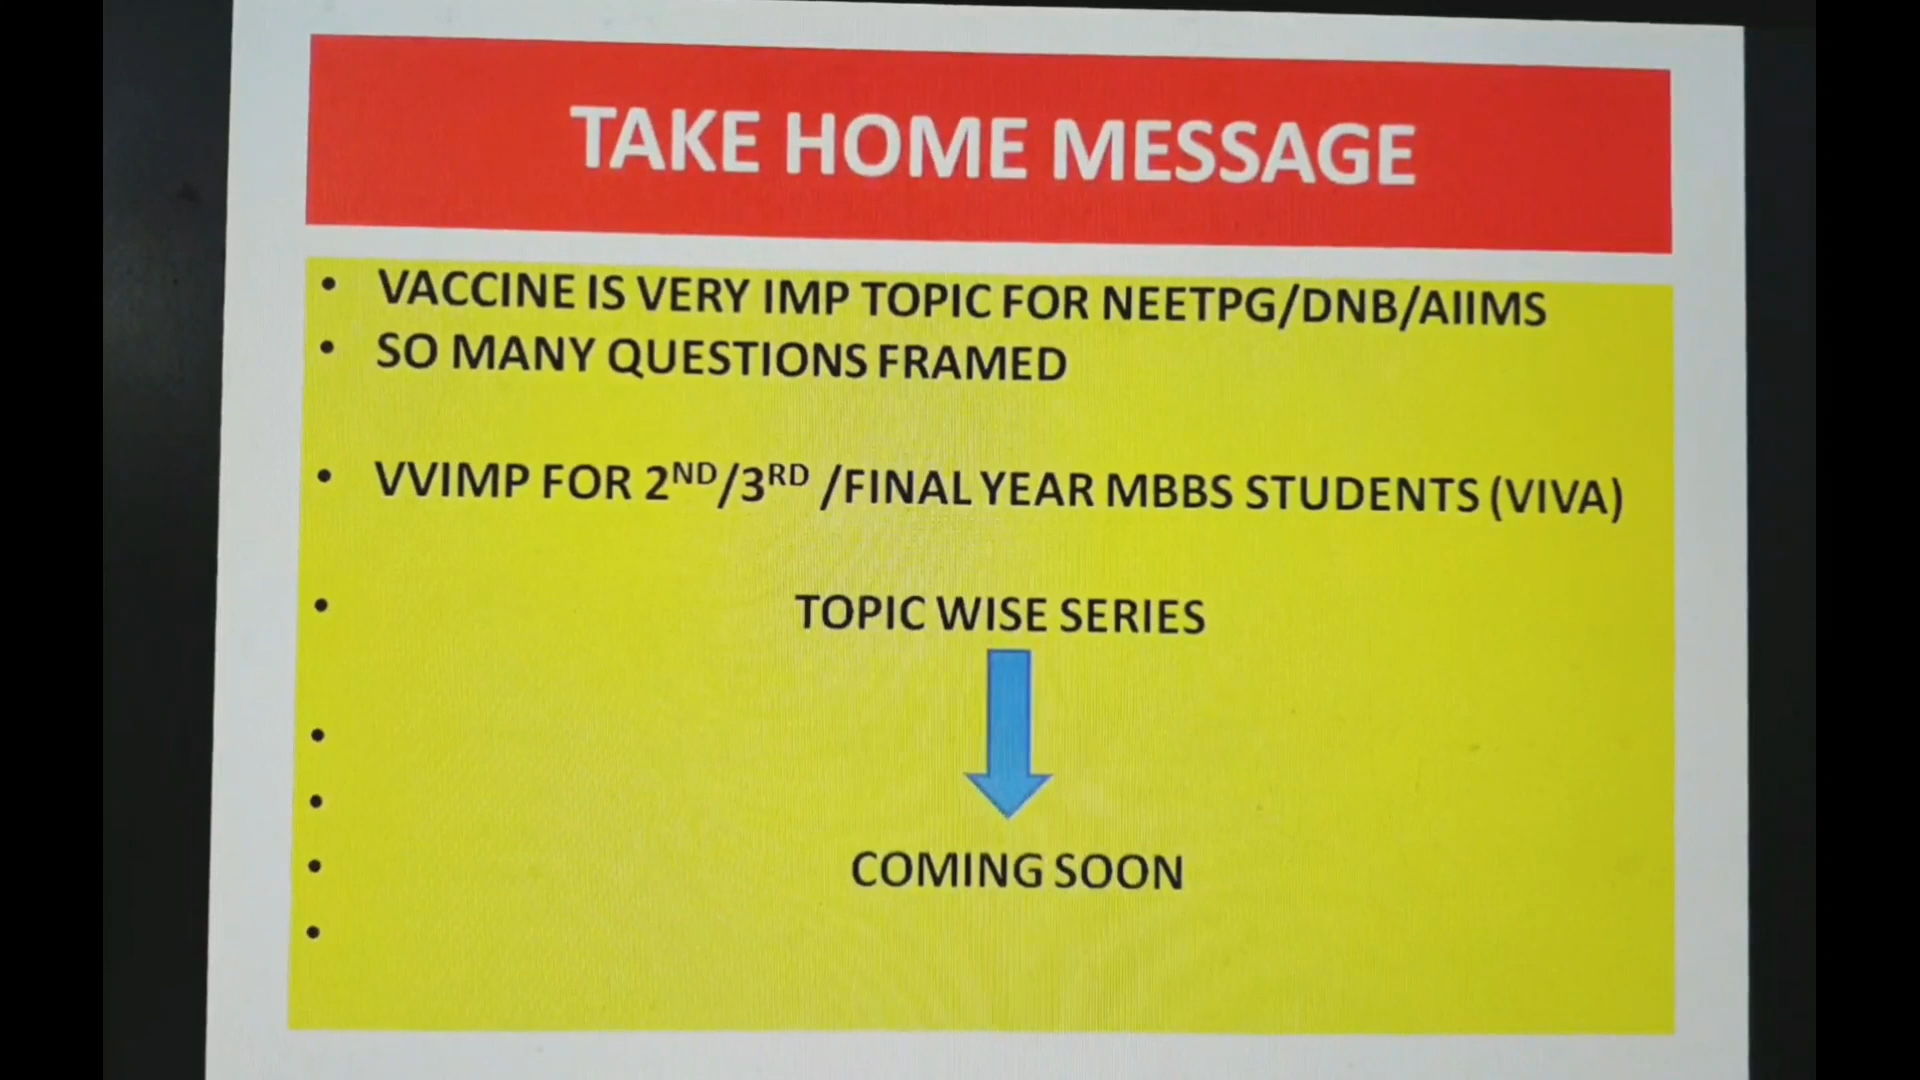 TAKE HOME MESSAGE
• VACCINE IS VERY IMP TOPIC FOR NEETPG/DNB/AIIMS
• SO MANY QUESTIONS FRAMED
• VVIMP FOR 2ND/3RD /FINAL YEAR MBBS STUDENTS (VIVA)
• TOPIC WISE SERIES
•
•
• COMING SOON
•